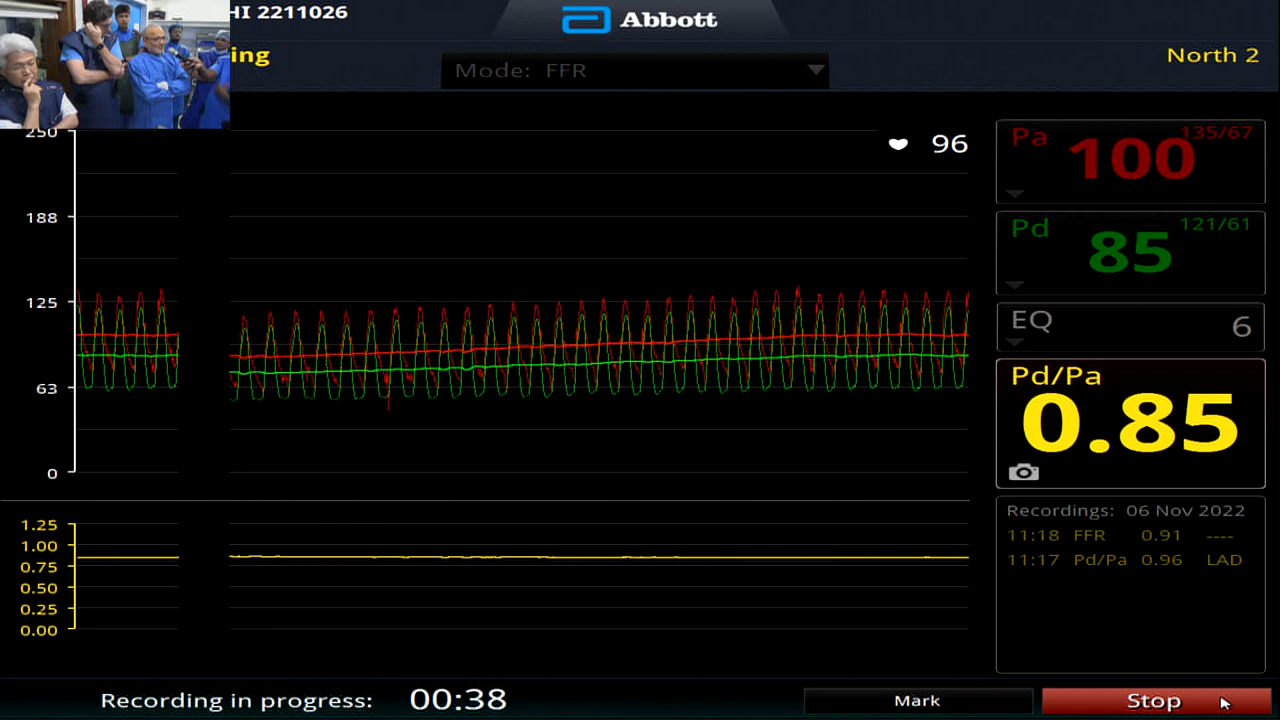 HI 2211026
Abbott
ing
Mode: FFR
North 2
250
188
125
63
0
96
Pa
100
135/67
Pd
85
121/61
EQ
6
Pd/Pa
0.85
Recordings: 06 Nov 2022
11:18 FFR 0.91 ----
11:17 Pd/Pa 0.96 LAD
1.25
1.00
0.75
0.50
0.25
0.00
Recording in progress: 00:38
Mark
Stop